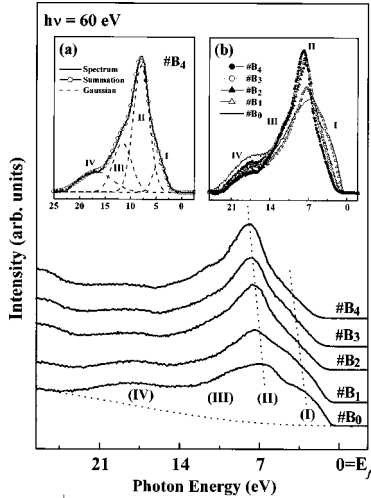 hν = 60 eV
(a)
#B4
Spectrum
Summation
Gaussian
II
I
III
IV
25 20 15 10 5 0
(b)
II
#B4
#B3
#B2
#B1
#B0
III
I
IV
21 14 7 0
Intensity (arb. units)
#B4
#B3
#B2
#B1
#B0
(IV) (III) (II) (I)
21 14 7 0=Ef
Photon Energy (eV)